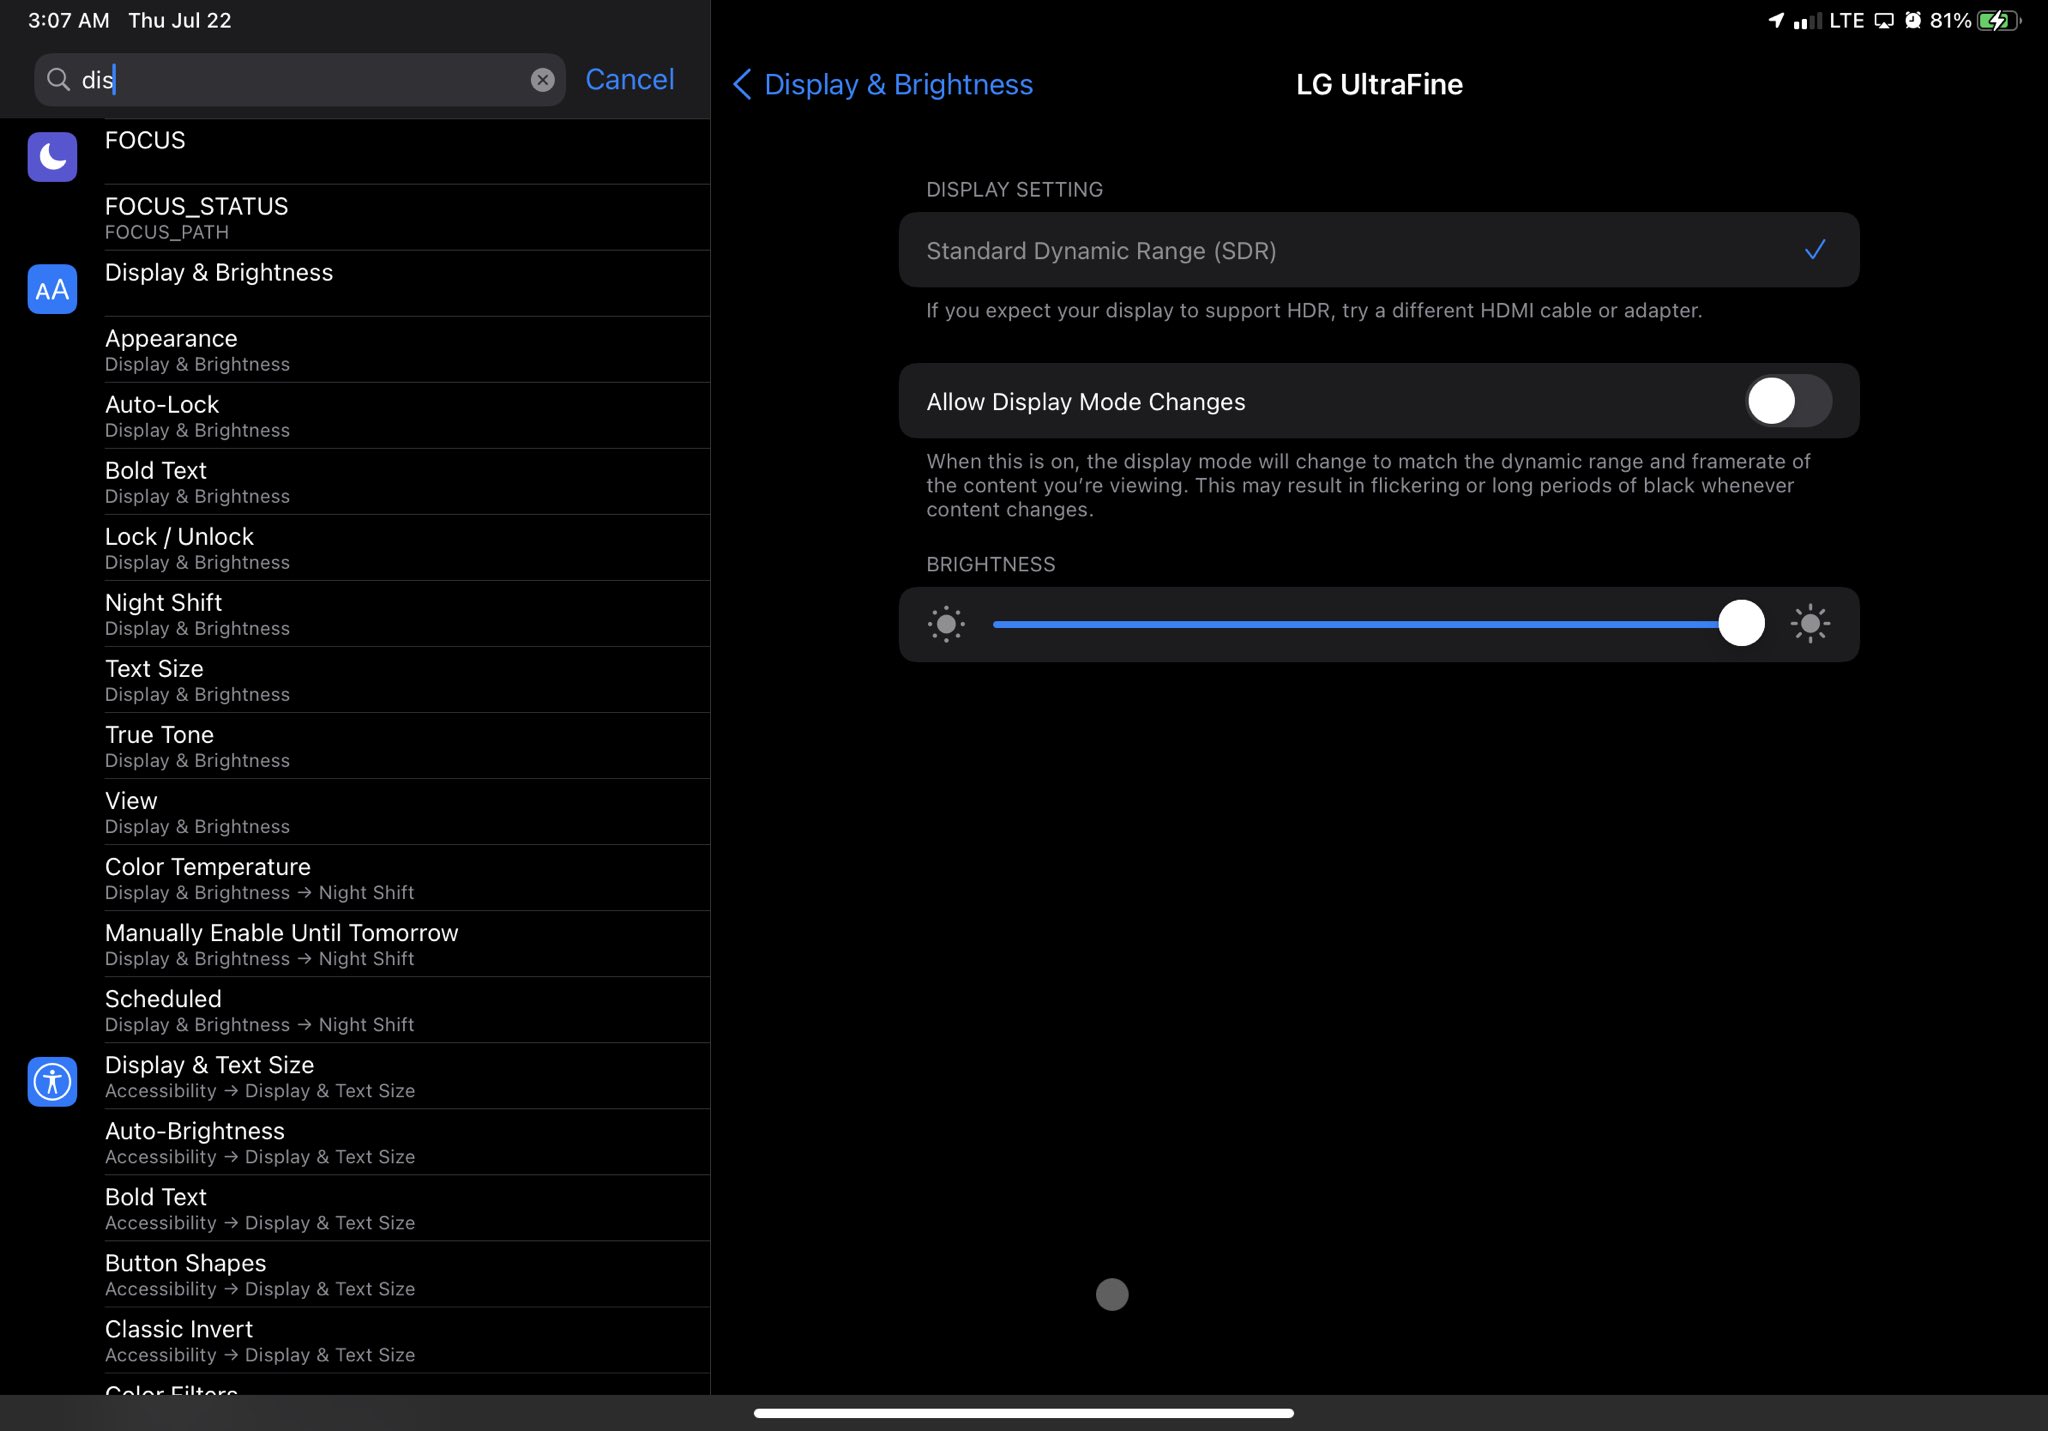 3:07 AM Thu Jul 22
LTE 81%
dis
Cancel
FOCUS
FOCUS_STATUS
FOCUS_PATH
AA
Display & Brightness
Appearance
Display & Brightness
Auto-Lock
Display & Brightness
Bold Text
Display & Brightness
Lock / Unlock
Display & Brightness
Night Shift
Display & Brightness
Text Size
Display & Brightness
True Tone
Display & Brightness
View
Display & Brightness
Color Temperature
Display & Brightness → Night Shift
Manually Enable Until Tomorrow
Display & Brightness → Night Shift
Scheduled
Display & Brightness → Night Shift
Display & Text Size
Accessibility → Display & Text Size
Auto-Brightness
Accessibility → Display & Text Size
Bold Text
Accessibility → Display & Text Size
Button Shapes
Accessibility → Display & Text Size
Classic Invert
Accessibility → Display & Text Size
Color Filters
Display & Brightness
LG UltraFine
DISPLAY SETTING
Standard Dynamic Range (SDR)
If you expect your display to support HDR, try a different HDMI cable or adapter.
Allow Display Mode Changes
When this is on, the display mode will change to match the dynamic range and framerate of
the content you’re viewing. This may result in flickering or long periods of black whenever
content changes.
BRIGHTNESS